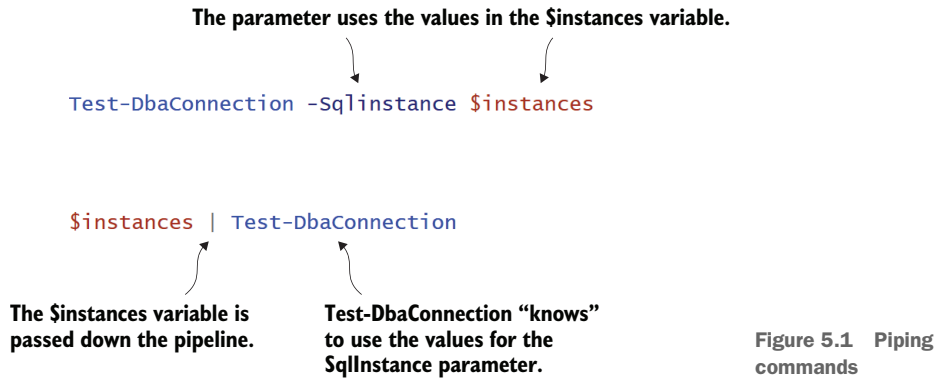 The parameter uses the values in the $instances variable.
Test-DbaConnection -Sqlinstance $instances
$instances | Test-DbaConnection
The $instances variable is
passed down the pipeline.
Test-DbaConnection “knows”
to use the values for the
SqlInstance parameter.
Figure 5.1 Piping
commands